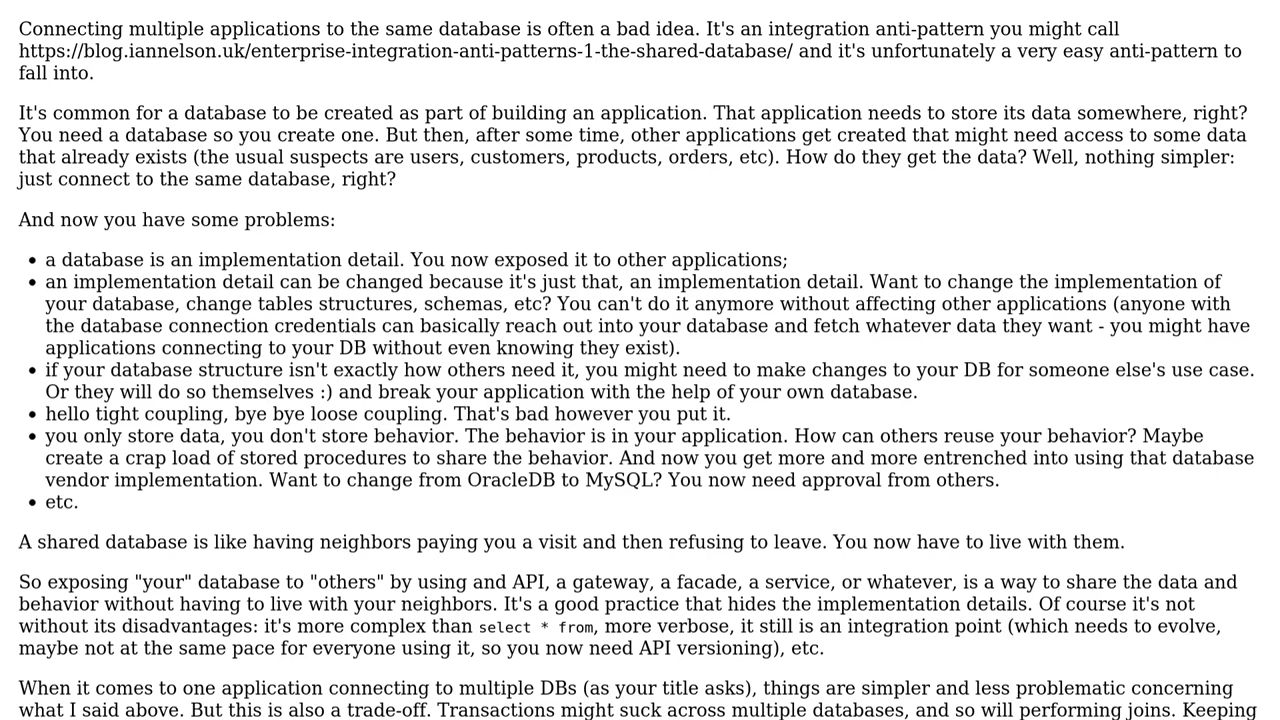 Connecting multiple applications to the same database is often a bad idea. It's an integration anti-pattern you might call
https://blog.iannelson.uk/enterprise-integration-anti-patterns-1-the-shared-database/ and it's unfortunately a very easy anti-pattern to
fall into.
It's common for a database to be created as part of building an application. That application needs to store its data somewhere, right?
You need a database so you create one. But then, after some time, other applications get created that might need access to some data
that already exists (the usual suspects are users, customers, products, orders, etc). How do they get the data? Well, nothing simpler:
just connect to the same database, right?
And now you have some problems:
• a database is an implementation detail. You now exposed it to other applications;
• an implementation detail can be changed because it's just that, an implementation detail. Want to change the implementation of
your database, change tables structures, schemas, etc? You can't do it anymore without affecting other applications (anyone with
the database connection credentials can basically reach out into your database and fetch whatever data they want - you might have
applications connecting to your DB without even knowing they exist).
• if your database structure isn't exactly how others need it, you might need to make changes to your DB for someone else's use case.
Or they will do so themselves :) and break your application with the help of your own database.
• hello tight coupling, bye bye loose coupling. That's bad however you put it.
• you only store data, you don't store behavior. The behavior is in your application. How can others reuse your behavior? Maybe
create a crap load of stored procedures to share the behavior. And now you get more and more entrenched into using that database
vendor implementation. Want to change from OracleDB to MySQL? You now need approval from others.
• etc.
A shared database is like having neighbors paying you a visit and then refusing to leave. You now have to live with them.
So exposing "your" database to "others" by using and API, a gateway, a facade, a service, or whatever, is a way to share the data and
behavior without having to live with your neighbors. It's a good practice that hides the implementation details. Of course it's not
without its disadvantages: it's more complex than select * from, more verbose, it still is an integration point (which needs to evolve,
maybe not at the same pace for everyone using it, so you now need API versioning), etc.
When it comes to one application connecting to multiple DBs (as your title asks), things are simpler and less problematic concerning
what I said above. But this is also a trade-off. Transactions might suck across multiple databases, and so will performing joins. Keeping